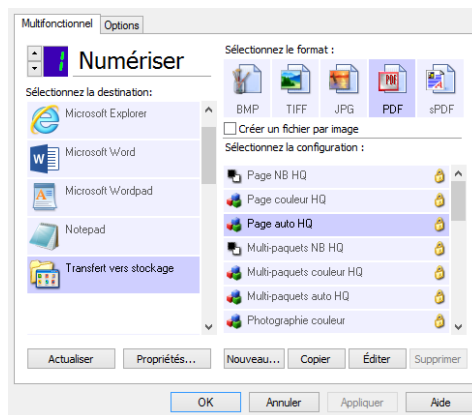 Multifonctionnel
Options
1
Numériser
Sélectionnez la destination:
Microsoft Explorer
Microsoft Word
Microsoft Wordpad
Notepad
Transfert vers stockage
Actualiser
Propriétés...
Sélectionnez le format :
BMP
TIFF
JPG
PDF
PDF
sPDF
Créer un fichier par image
Sélectionnez la configuration :
Page NB HQ
Page couleur HQ
Page auto HQ
Multi-paquets NB HQ
Multi-paquets couleur HQ
Multi-paquets auto HQ
Photographie couleur
Nouveau...
Copier
Éditer
Supprimer
OK
Annuler
Appliquer
Aide